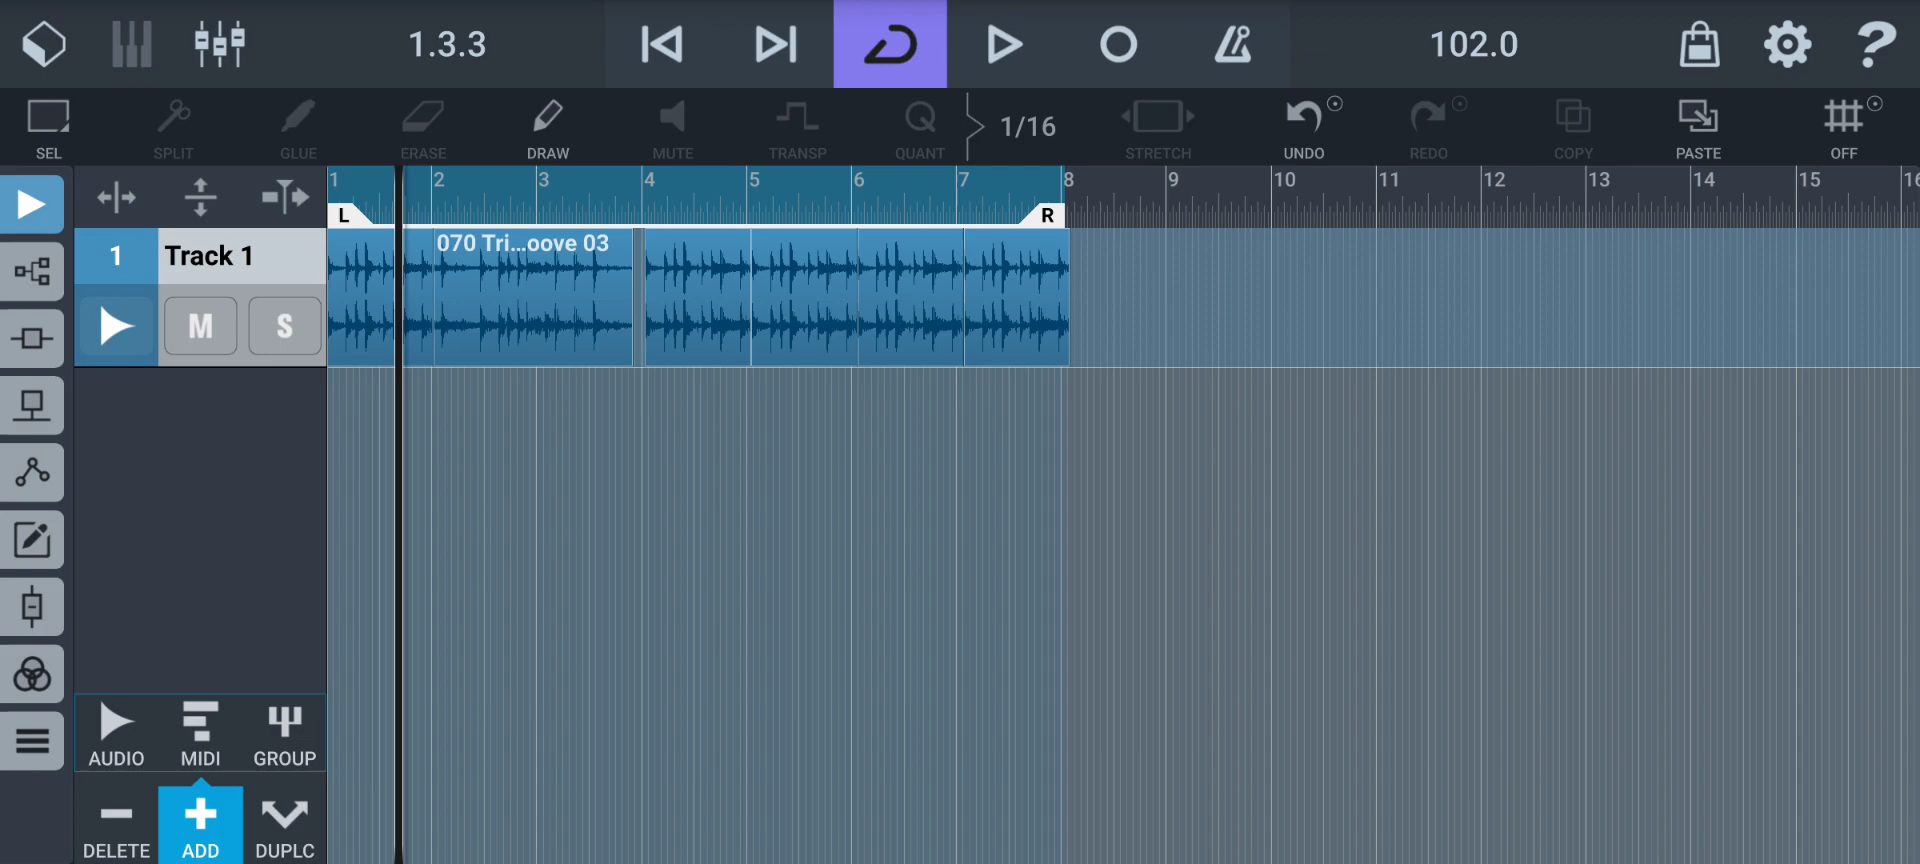 1.3.3 102.0
SEL SPLIT GLUE ERASE DRAW MUTE TRANSP QUANT 1/16 STRETCH UNDO REDO COPY PASTE OFF
1 2 3 4 5 6 7 8 9 10 11 12 13 14 15 16
L R
1 Track 1 070 Tri...oove 03
M S
AUDIO MIDI GROUP
DELETE ADD DUPLC